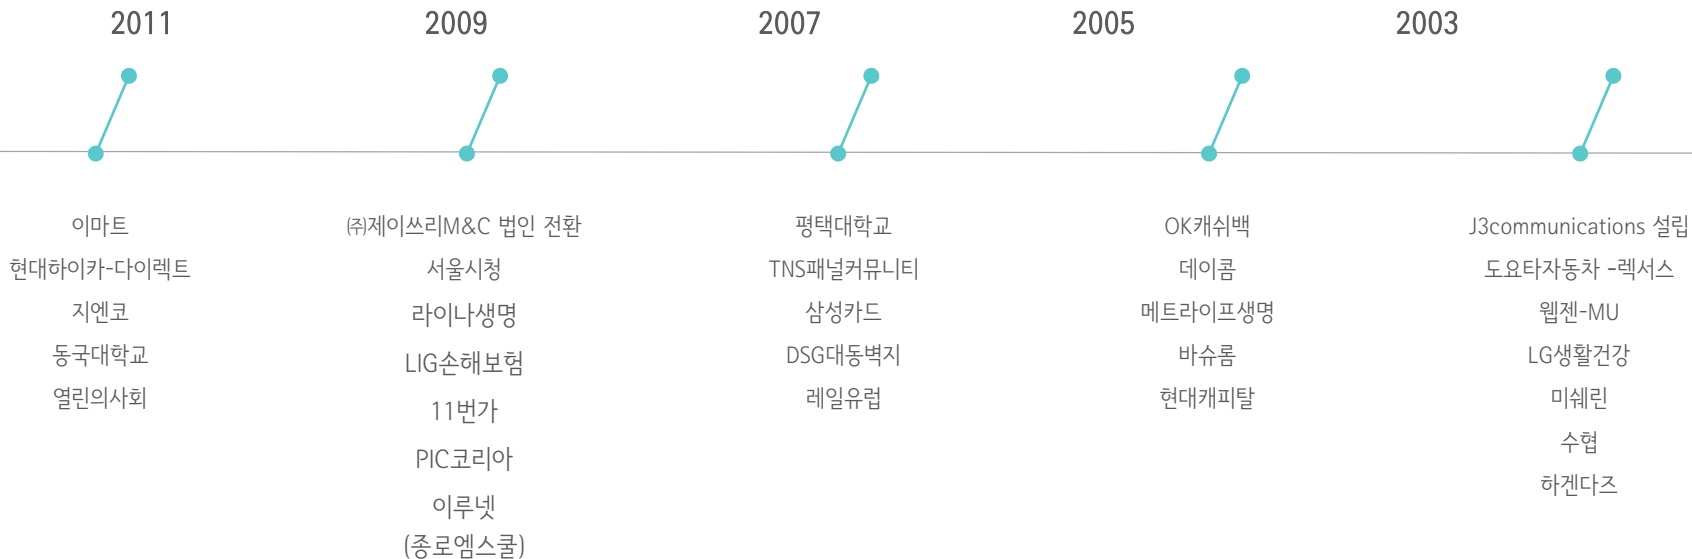 2011
이마트
현대하이카-다이렉트
지엔코
동국대학교
열린의사회
2009
㈜제이쓰리M&C 법인 전환
서울시청
라이나생명
LIG손해보험
11번가
PIC코리아
이루넷
(종로엠스쿨)
2007
평택대학교
TNS패널커뮤니티
삼성카드
DSG대동벽지
레일유럽
2005
OK캐쉬백
데이콤
메트라이프생명
바슈롬
현대캐피탈
2003
J3communications 설립
도요타자동차 -렉서스
웹젠-MU
LG생활건강
미쉐린
수협
하겐다즈